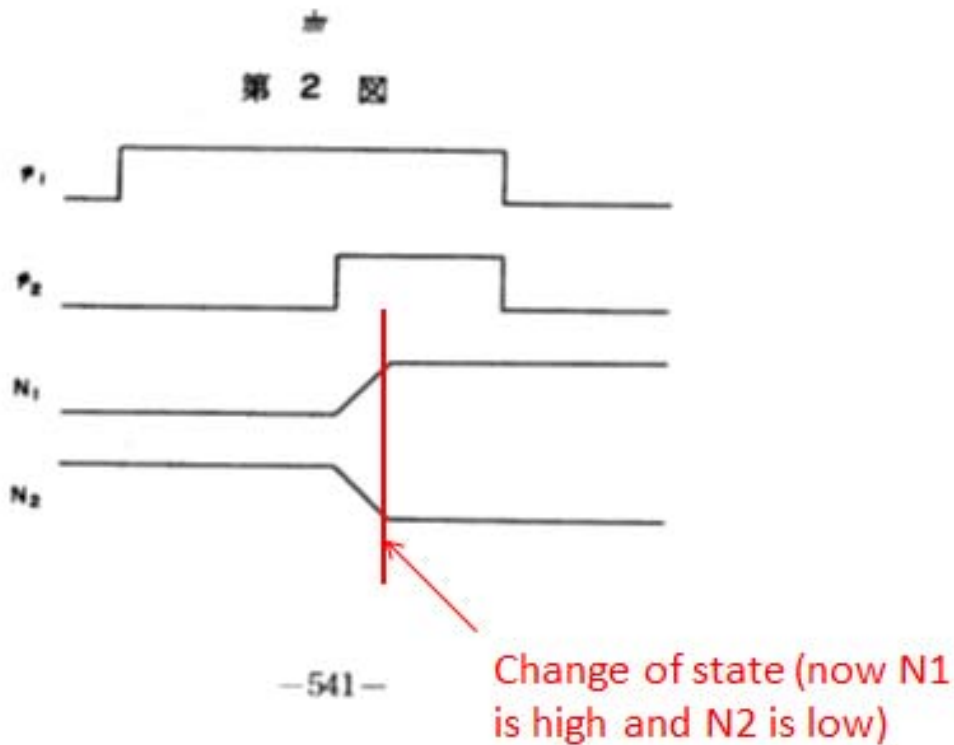 第 2 図
φ₁
φ₂
N₁
N₂
—541—
Change of state (now N1
is high and N2 is low)